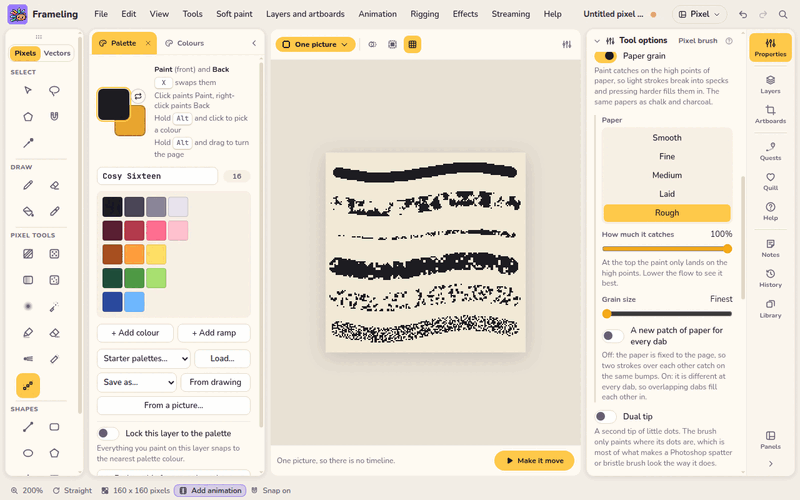 Frameling
File Edit View Tools Soft paint Layers and artboards Animation Rigging Effects Streaming Help
Untitled pixel ...
Pixel
Pixels Vectors
SELECT
DRAW
PIXEL TOOLS
SHAPES
Palette
Colours
Paint (front) and Back
X swaps them
Click paints Paint, right-
click paints Back
Hold Alt and click to pick
a colour
Hold Alt and drag to turn
the page
Cosy Sixteen 16
+ Add colour + Add ramp
Starter palettes... Load...
Save as... From drawing
From a picture...
Lock this layer to the palette
Everything you paint on this layer snaps to
the nearest palette colour.
One picture
One picture, so there is no timeline.
Make it move
Tool options Pixel brush
Paper grain
Paint catches on the high points of
paper, so light strokes break into specks
and pressing harder fills them in. The
same papers as chalk and charcoal.
Paper
Smooth
Fine
Medium
Laid
Rough
How much it catches 100%
At the top the paint only lands on the
high points. Lower the flow to see it
best.
Grain size Finest
A new patch of paper for
every dab
Off: the paper is fixed to the page, so
two strokes over each other catch on
the same bumps. On: it is different at
every dab, so overlapping dabs fill
each other in.
Dual tip
A second tip of little dots. The brush
only paints where its dots are, which is
most of what makes a Photoshop spatter
or bristle brush look the way it does.
Properties
Layers
Artboards
Quests
Quill
Help
Notes
History
Library
Panels
200% Straight 160 x 160 pixels Add animation Snap on